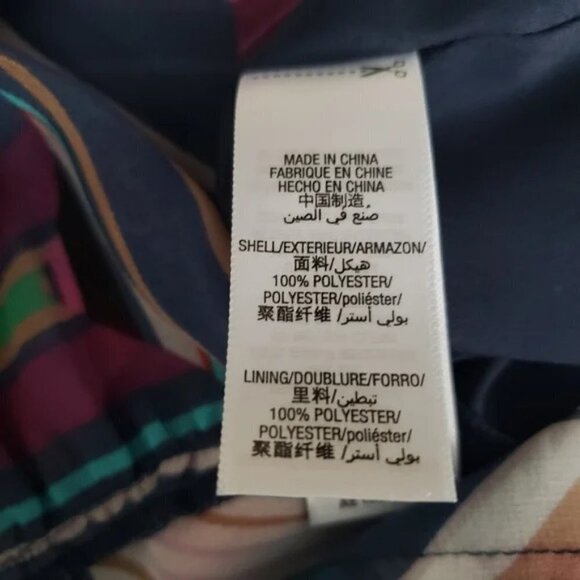 MADE IN CHINA
FABRIQUE EN CHINE
HECHO EN CHINA
中国制造.
صنع في الصين
SHELL/EXTERIEUR/ARMAZON/
面料/هيكل/
100% POLYESTER/
POLYESTER/poliéster/
聚酯纤维 /بولي أستر/
LINING/DOUBLURE/FORRO/
里料/تبطين/
100% POLYESTER/
POLYESTER/poliéster/
聚酯纤维 /بولي أستر/